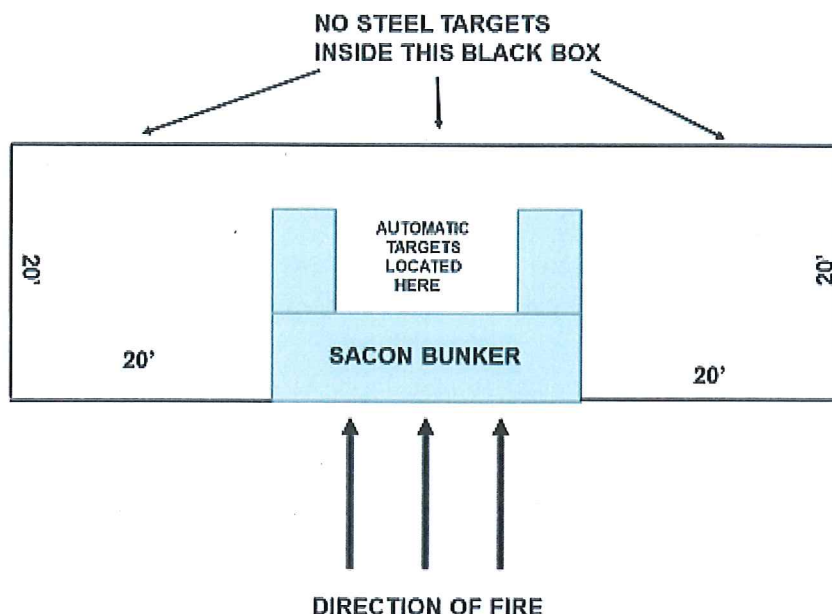 NO STEEL TARGETS
INSIDE THIS BLACK BOX
AUTOMATIC
TARGETS
LOCATED
HERE
20'
20'
20'
SACON BUNKER
20'
DIRECTION OF FIRE